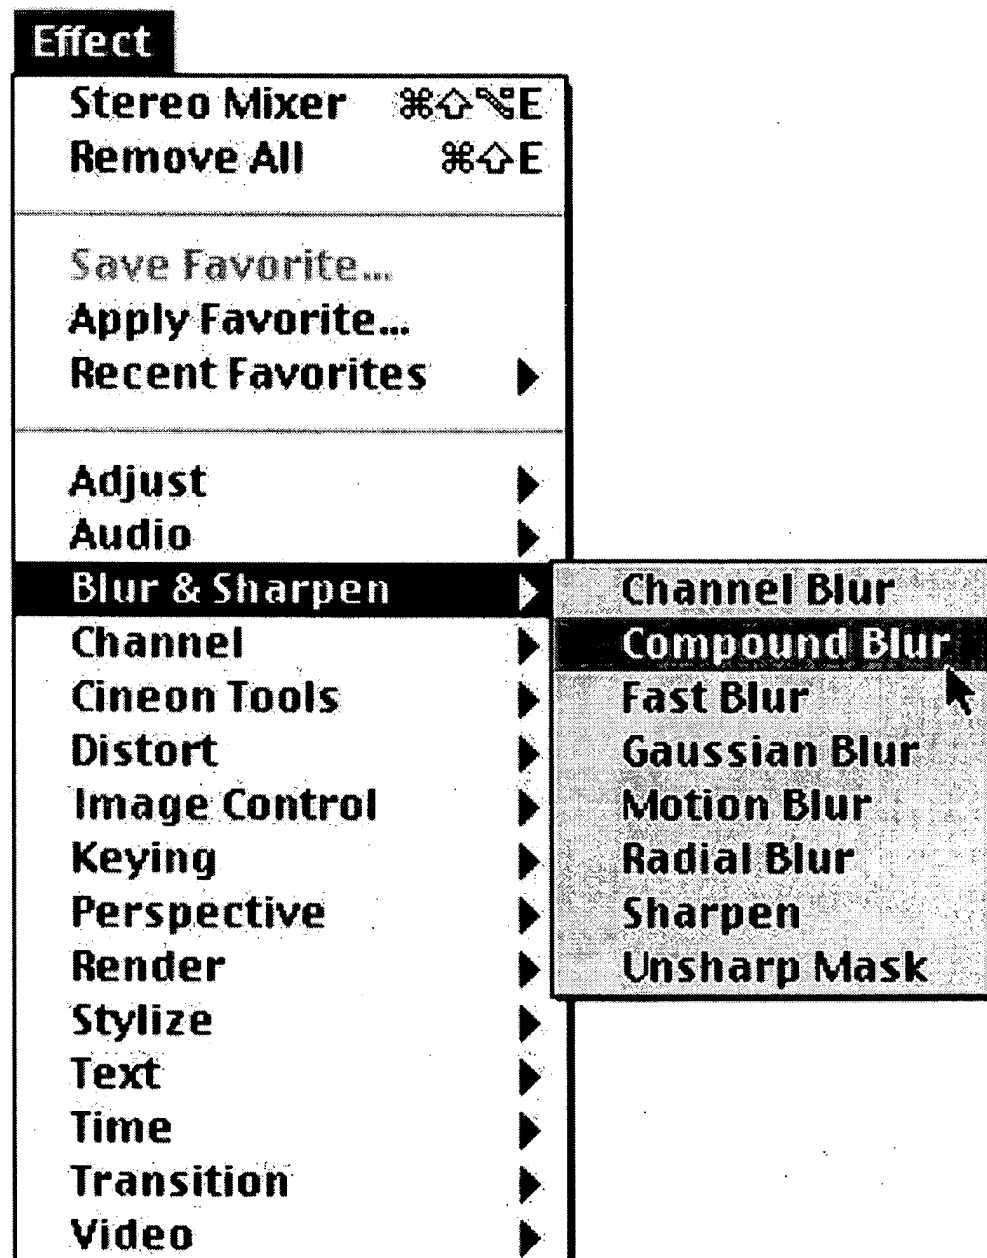 Effect
Stereo Mixer ⌘⇧⌥E
Remove All ⌘⇧E
Save Favorite...
Apply Favorite...
Recent Favorites ▶
Adjust ▶
Audio ▶
Blur & Sharpen ▶
Channel ▶
Cineon Tools ▶
Distort ▶
Image Control ▶
Keying ▶
Perspective ▶
Render ▶
Stylize ▶
Text ▶
Time ▶
Transition ▶
Video ▶
Channel Blur
Compound Blur
Fast Blur
Gaussian Blur
Motion Blur
Radial Blur
Sharpen
Unsharp Mask